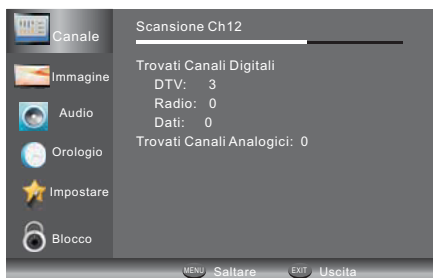 Canale
Immagine
Audio
Orologio
Impostare
Blocco
Scansione Ch12
Trovati Canali Digitali
DTV: 3
Radio: 0
Dati: 0
Trovati Canali Analogici: 0
MENU Saltare EXIT Uscita